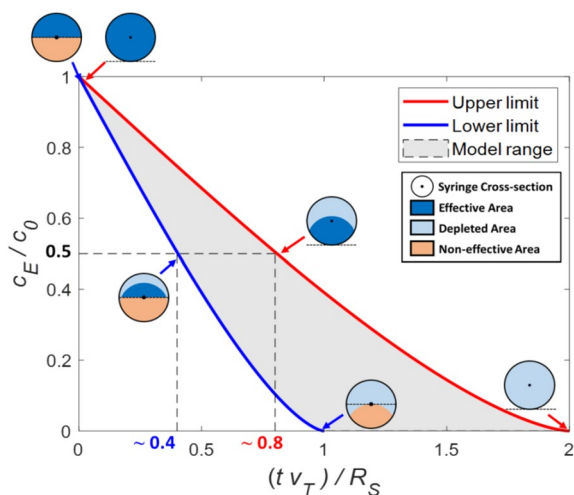 1
0.8
0.6
0.5
0.4
0.2
0
c_E / c_0
Upper limit
Lower limit
Model range
Syringe Cross-section
Effective Area
Depleted Area
Non-effective Area
0
~ 0.4
0.5
~ 0.8
1
1.5
2
(t v_T) / R_S